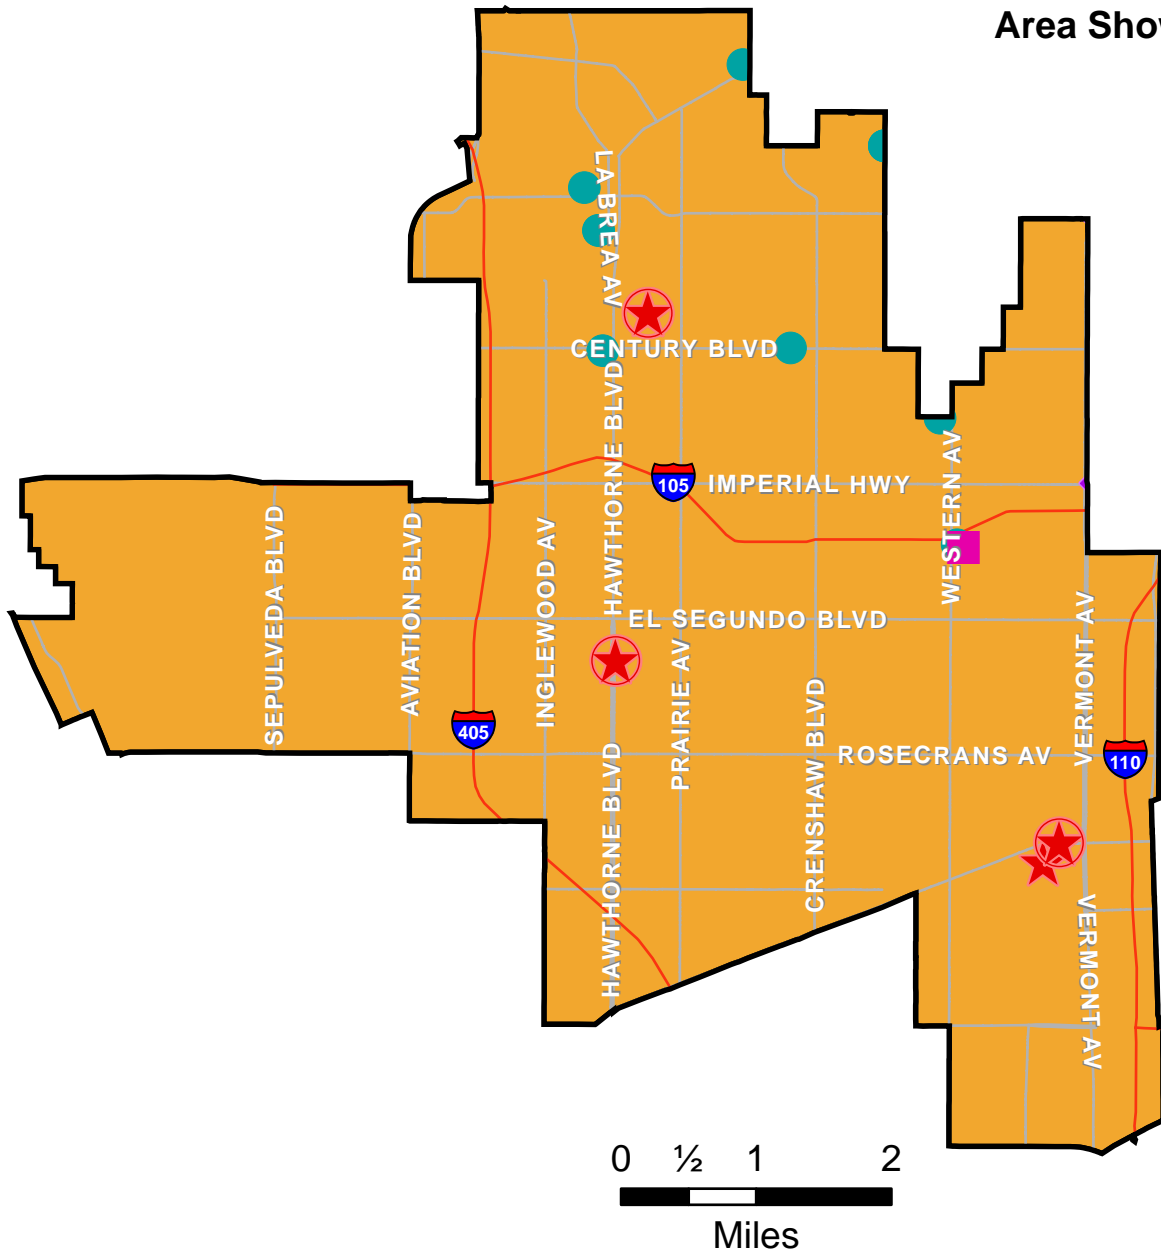 Area Shov
LA BREA AV
CENTURY BLVD
HAWTHORNE BLVD
105
IMPERIAL HWY
WESTERN AV
SEPULVEDA BLVD
AVIATION BLVD
INGLEWOOD AV
EL SEGUNDO BLVD
VERMONT AV
PRAIRIE AV
CRENSHAW BLVD
405
ROSECRANS AV
110
HAWTHORNE BLVD
VERMONT AV
0 ½ 1 2
Miles